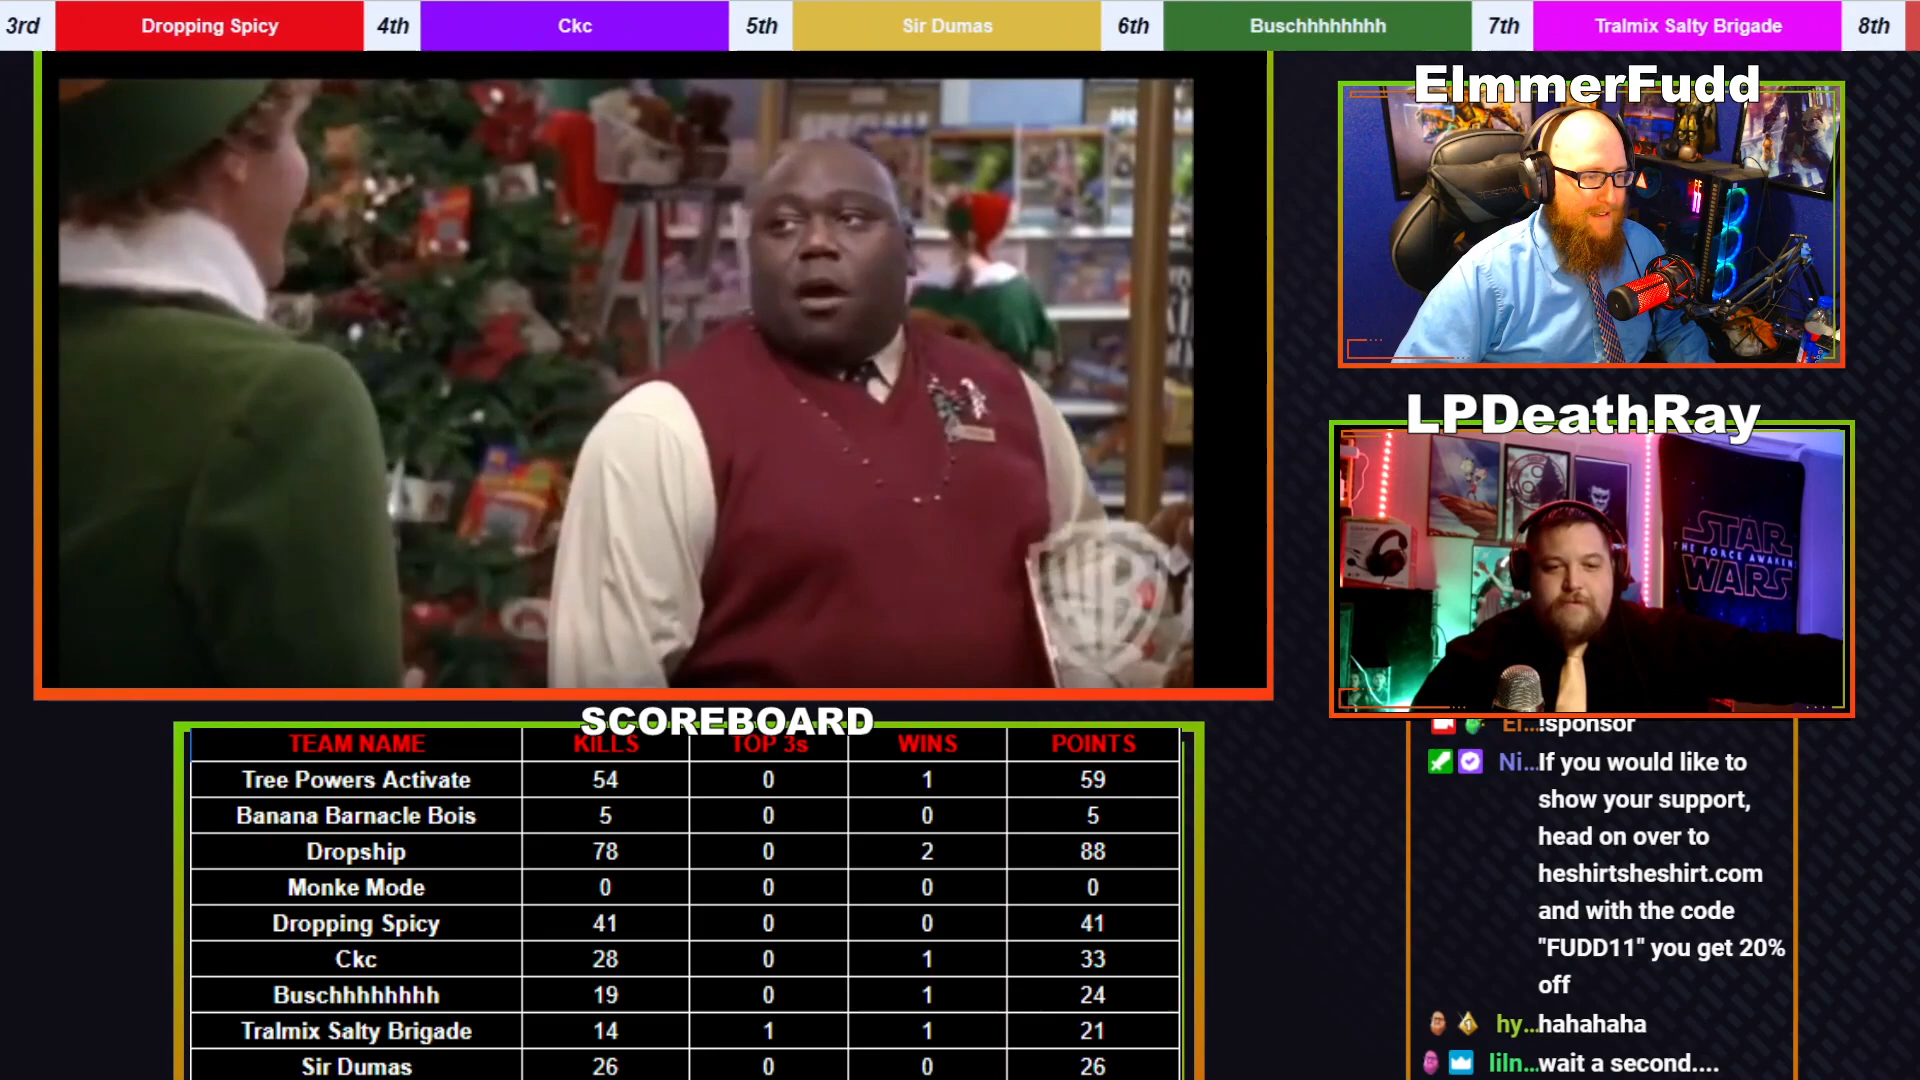 3rd Dropping Spicy 4th Ckc 5th Sir Dumas 6th Buschhhhhhhh 7th Tralmix Salty Brigade 8th
ElmmerFudd
LPDeathRay
STAR
THE FORCE AWAKENS
WARS
WB
SCOREBOARD
TEAM NAME KILLS TOP 3s WINS POINTS
Tree Powers Activate 54 0 1 59
Banana Barnacle Bois 5 0 0 5
Dropship 78 0 2 88
Monke Mode 0 0 0 0
Dropping Spicy 41 0 0 41
Ckc 28 0 1 33
Buschhhhhhhh 19 0 1 24
Tralmix Salty Brigade 14 1 1 21
Sir Dumas 26 0 0 26
El...!sponsor
Ni...If you would like to
show your support,
head on over to
heshirtsheshirt.com
and with the code
"FUDD11" you get 20%
off
hy...hahahaha
liln...wait a second....